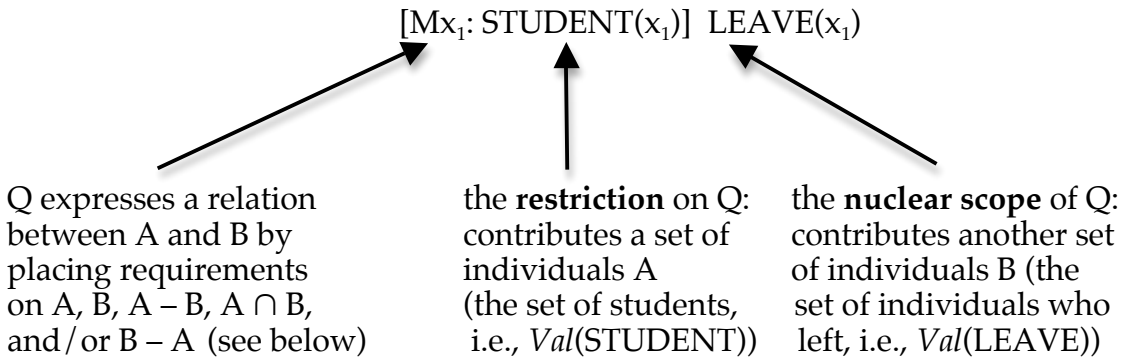 [Mx₁: STUDENT(x₁)] LEAVE(x₁)
Q expresses a relation
between A and B by
placing requirements
on A, B, A – B, A ∩ B,
and/or B – A (see below)
the restriction on Q:
contributes a set of
individuals A
(the set of students,
i.e., Val(STUDENT))
the nuclear scope of Q:
contributes another set
of individuals B (the
set of individuals who
left, i.e., Val(LEAVE))